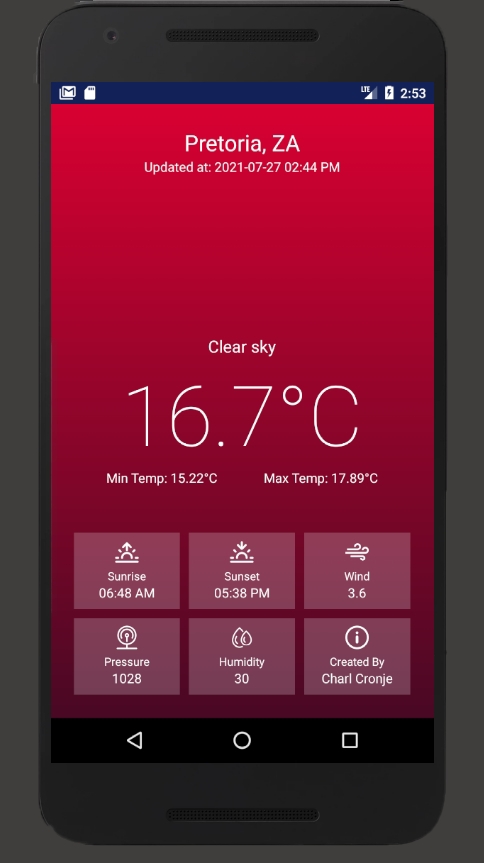 LTE 2:53
Pretoria, ZA
Updated at: 2021-07-27 02:44 PM
Clear sky
16.7°C
Min Temp: 15.22°C Max Temp: 17.89°C
Sunrise Sunset Wind
06:48 AM 05:38 PM 3.6
Pressure Humidity Created By
1028 30 Charl Cronje